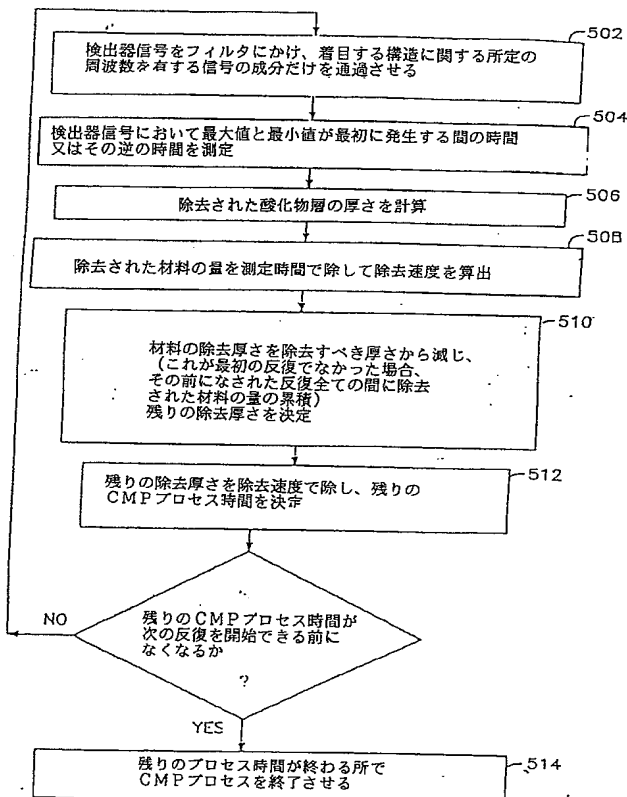 502
検出器信号をフィルタにかけ、着目する構造に関する所定の
周波数を有する信号の成分だけを通過させる
504
検出器信号において最大値と最小値が最初に発生する間の時間
又はその逆の時間を測定
506
除去された酸化物層の厚さを計算
508
除去された材料の量を測定時間で除して除去速度を算出
510
材料の除去厚さを除去すべき厚さから減じ、
(これが最初の反復でなかった場合、
その前になされた反復全ての間に除去
された材料の量の累積)
残りの除去厚さを決定
512
残りの除去厚さを除去速度で除し、残りの
CMPプロセス時間を決定
NO
残りのCMPプロセス時間が
次の反復を開始できる前に
なくなるか
?
YES
514
残りのプロセス時間が終わる所で
CMPプロセスを終了させる